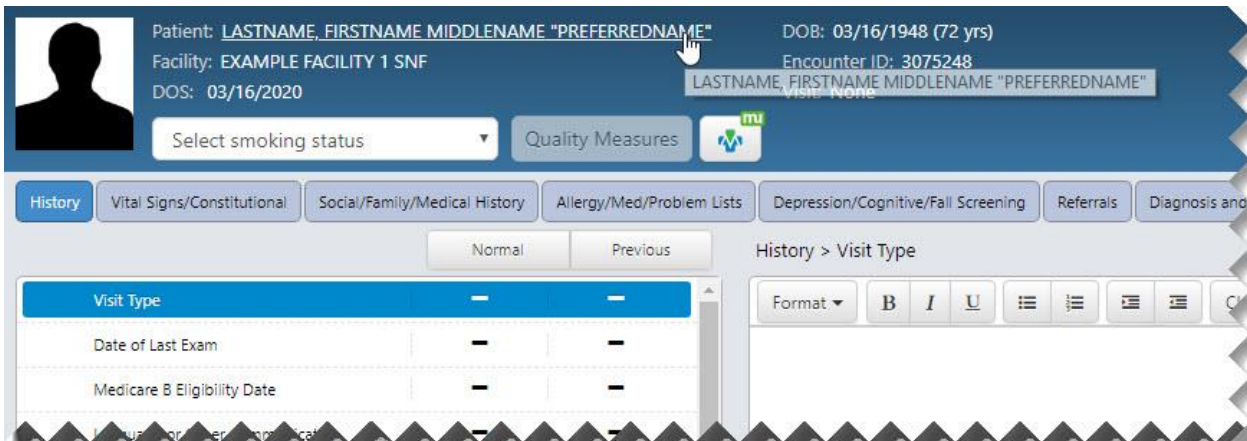 Patient: LASTNAME, FIRSTNAME MIDDLENAME "PREFERREDNAME"
DOB: 03/16/1948 (72 yrs)
Facility: EXAMPLE FACILITY 1 SNF
Encounter ID: 3075248
LASTNAME, FIRSTNAME MIDDLENAME "PREFERREDNAME"
DOS: 03/16/2020
Visit: None
Select smoking status
Quality Measures
mu
History
Vital Signs/Constitutional
Social/Family/Medical History
Allergy/Med/Problem Lists
Depression/Cognitive/Fall Screening
Referrals
Diagnosis and
Normal
Previous
History > Visit Type
Visit Type
Format
B
I
U
Date of Last Exam
Medicare B Eligibility Date